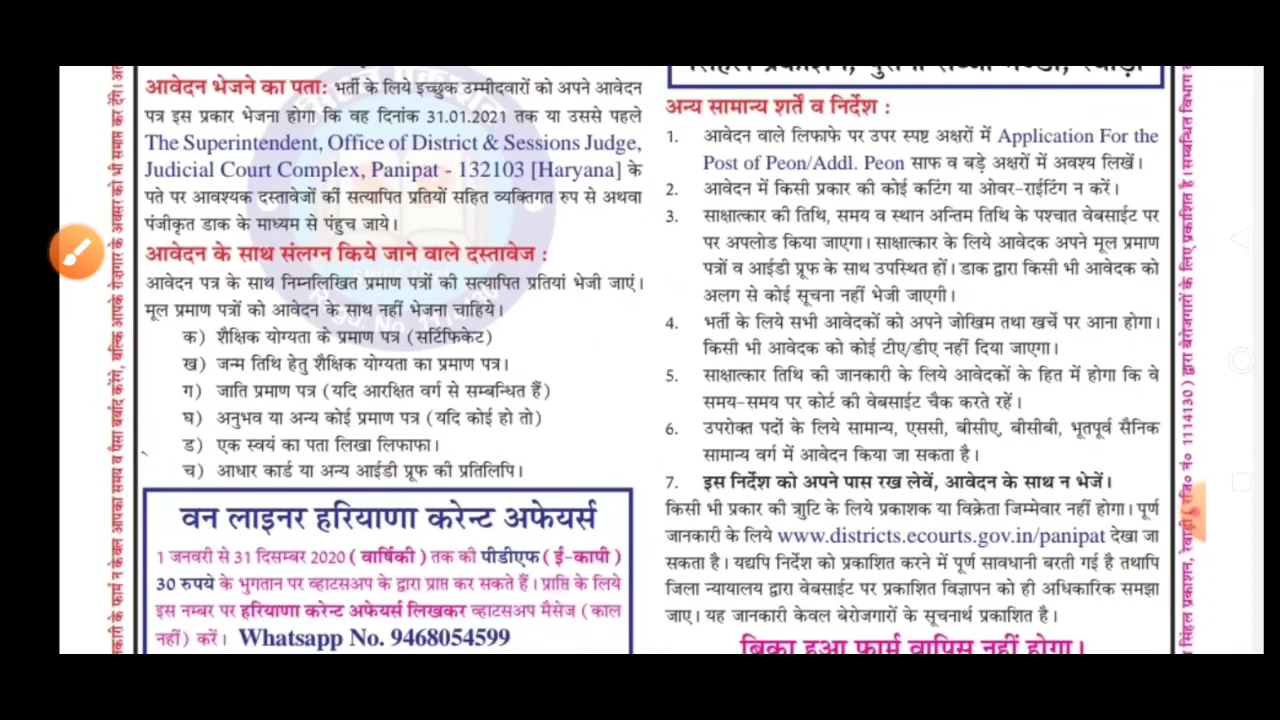 आवेदन भेजने का पता: भर्ती के लिये इच्छुक उम्मीदवारों को अपने आवेदन
पत्र इस प्रकार भेजना होगा कि वह दिनांक 31.01.2021 तक या उससे पहले
The Superintendent, Office of District & Sessions Judge,
Judicial Court Complex, Panipat - 132103 [Haryana] के
पते पर आवश्यक दस्तावेजों की सत्यापित प्रतियों सहित व्यक्तिगत रुप से अथवा
पंजीकृत डाक के माध्यम से पंहुच जाये।
आवेदन के साथ संलग्न किये जाने वाले दस्तावेज :
आवेदन पत्र के साथ निम्नलिखित प्रमाण पत्रों की सत्यापित प्रतियां भेजी जाएं।
मूल प्रमाण पत्रों को आवेदन के साथ नहीं भेजना चाहिये।
क) शैक्षिक योग्यता के प्रमाण पत्र (सर्टिफिकेट)
ख) जन्म तिथि हेतु शैक्षिक योग्यता का प्रमाण पत्र।
ग) जाति प्रमाण पत्र (यदि आरक्षित वर्ग से सम्बन्धित हैं)
घ) अनुभव या अन्य कोई प्रमाण पत्र (यदि कोई हो तो)
ड) एक स्वयं का पता लिखा लिफाफा।
च) आधार कार्ड या अन्य आईडी प्रूफ की प्रतिलिपि।
वन लाइनर हरियाणा करेन्ट अफेयर्स
1 जनवरी से 31 दिसम्बर 2020 (वार्षिकी) तक की पीडीएफ (ई-कापी)
30 रुपये के भुगतान पर व्हाटसअप के द्वारा प्राप्त कर सकते हैं। प्राप्ति के लिये
इस नम्बर पर हरियाणा करेन्ट अफेयर्स लिखकर व्हाटसअप मैसेज (काल
नहीं) करें। Whatsapp No. 9468054599
अन्य सामान्य शर्तें व निर्देश :
1. आवेदन वाले लिफाफे पर उपर स्पष्ट अक्षरों में Application For the
Post of Peon/Addl. Peon साफ व बड़े अक्षरों में अवश्य लिखें।
2. आवेदन में किसी प्रकार की कोई कटिंग या ओवर-राईटिंग न करें।
3. साक्षात्कार की तिथि, समय व स्थान अन्तिम तिथि के पश्चात वेबसाईट पर
पर अपलोड किया जाएगा। साक्षात्कार के लिये आवेदक अपने मूल प्रमाण
पत्रों व आईडी प्रूफ के साथ उपस्थित हों। डाक द्वारा किसी भी आवेदक को
अलग से कोई सूचना नहीं भेजी जाएगी।
4. भर्ती के लिये सभी आवेदकों को अपने जोखिम तथा खर्चे पर आना होगा।
किसी भी आवेदक को कोई टीए/डीए नहीं दिया जाएगा।
5. साक्षात्कार तिथि की जानकारी के लिये आवेदकों के हित में होगा कि वे
समय-समय पर कोर्ट की वेबसाईट चैक करते रहें।
6. उपरोक्त पदों के लिये सामान्य, एससी, बीसीए, बीसीबी, भूतपूर्व सैनिक
सामान्य वर्ग में आवेदन किया जा सकता है।
7. इस निर्देश को अपने पास रख लेवें, आवेदन के साथ न भेजें।
किसी भी प्रकार की त्राुटि के लिये प्रकाशक या विक्रेता जिम्मेवार नहीं होगा। पूर्ण
जानकारी के लिये www.districts.ecourts.gov.in/panipat देखा जा
सकता है। यद्यपि निर्देश को प्रकाशित करने में पूर्ण सावधानी बरती गई है तथापि
जिला न्यायालय द्वारा वेबसाईट पर प्रकाशित विज्ञापन को ही अधिकारिक समझा
जाए। यह जानकारी केवल बेरोजगारों के सूचनार्थ प्रकाशित है।
बिका हुआ फार्म वापिस नहीं होगा।
सिंहल प्रकाशन, रेवाड़ी (रजि० नं० 1114130) द्वारा बेरोजगारों के लिए प्रकाशित है। सम्बन्धित विभाग